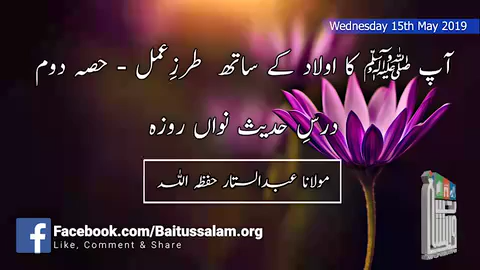 Wednesday 15th May 2019
آپ ﷺ کا اولاد کے ساتھ طرزِ عمل - حصہ دوم
درسِ حدیث نواں روزہ
مولانا عبدالستار حفظہ اللہ
Facebook.com/Baitussalam.org
Like, Comment & Share